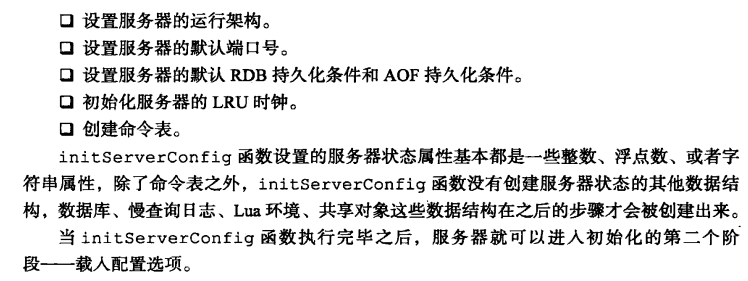 ❑ 设置服务器的运行架构。
❑ 设置服务器的默认端口号。
❑ 设置服务器的默认 RDB 持久化条件和 AOF 持久化条件。
❑ 初始化服务器的 LRU 时钟。
❑ 创建命令表。
initServerConfig 函数设置的服务器状态属性基本都是一些整数、浮点数、或者字
符串属性，除了命令表之外，initServerConfig 函数没有创建服务器状态的其他数据结
构，数据库、慢查询日志、Lua 环境、共享对象这些数据结构在之后的步骤才会被创建出来。
当 initServerConfig 函数执行完毕之后，服务器就可以进入初始化的第二个阶
段——载入配置选项。